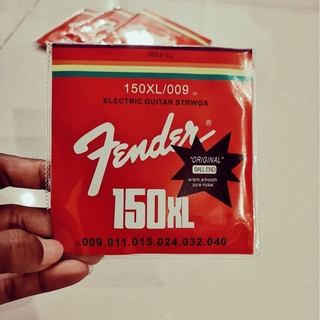 150XL/009
ELECTRIC GUITAR STRWGS
Fender®
"ORIGINAL"
BALL END
wram,smooth
pure nickel
150XL
.009.011.015.024.032.040